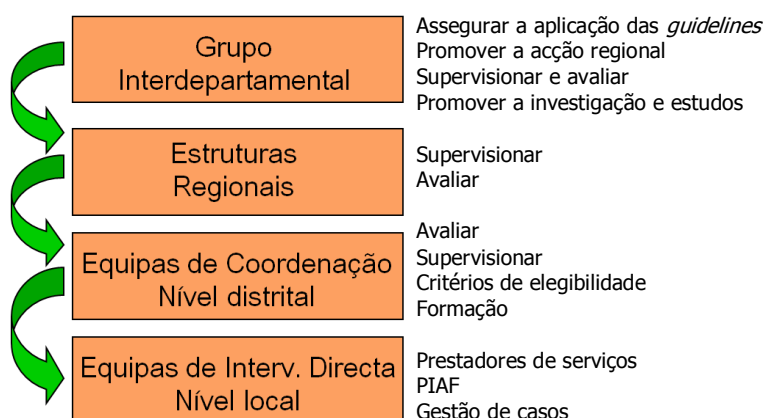 Grupo
Interdepartamental
Assegurar a aplicação das guidelines
Promover a acção regional
Supervisionar e avaliar
Promover a investigação e estudos
Estruturas
Regionais
Supervisionar
Avaliar
Equipas de Coordenação
Nível distrital
Avaliar
Supervisionar
Critérios de elegibilidade
Formação
Equipas de Interv. Directa
Nível local
Prestadores de serviços
PIAF
Gestão de casos